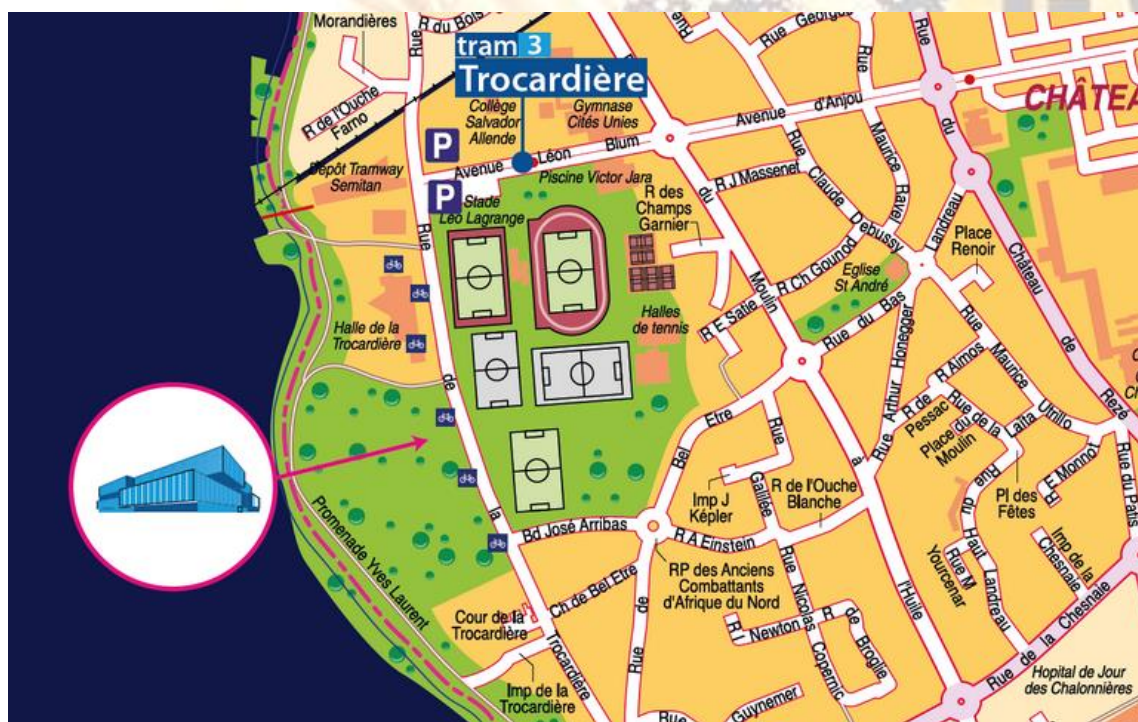 Morandières
R du Bois
Rue
tram 3
Trocardière
R de l'Ouche
Farno
Collège
Salvador
Allende
Gymnase
Cités Unies
Rue
Rue Georges
Rue
Rue
CHÂTEA
Avenue d'Anjou
du
P
Avenue Léon Blum
Dépôt Tramway
Semitan
P
Stade
Léo Lagrange
Piscine Victor Jara
R des
Champs
Garnier
R J Massenet
Rue Claude Debussy
Maurice Ravel
Landreau
Place
Renoir
Rue
du
Moulin
R Ch Gounod
Eglise
St André
Château
Halle de la
Trocardière
Halles
de tennis
R E Satie
Rue du Bas
Rue Arthur Honegger
Rue
Maurice
Utrillo
de
Rezé
de
Bel Etre
R de
Pessac
R Aimos
Rue de la Laïta
Place du
Moulin
Rue
Galilée
Imp J
Képler
R de l'Ouche
Blanche
à
Rue du
Haut
Landreau
Pl des
Fêtes
R E Monnot
Rue du Patis
Promenade Yves Laurent
la
Bd José Arribas
R A Einstein
RP des Anciens
Combattants
d'Afrique du Nord
l'Huile
Rue M
Yourcenar
Imp de la
Chesnaie
Ch de Bel Etre
Cour de la
Trocardière
Rue de
R I Newton
Rue Nicolas Copernic
R de Broglie
Rue de la Chesnaie
Trocardière
Imp de la
Trocardière
Guynemer
Hopital de Jour
des Chalonnières